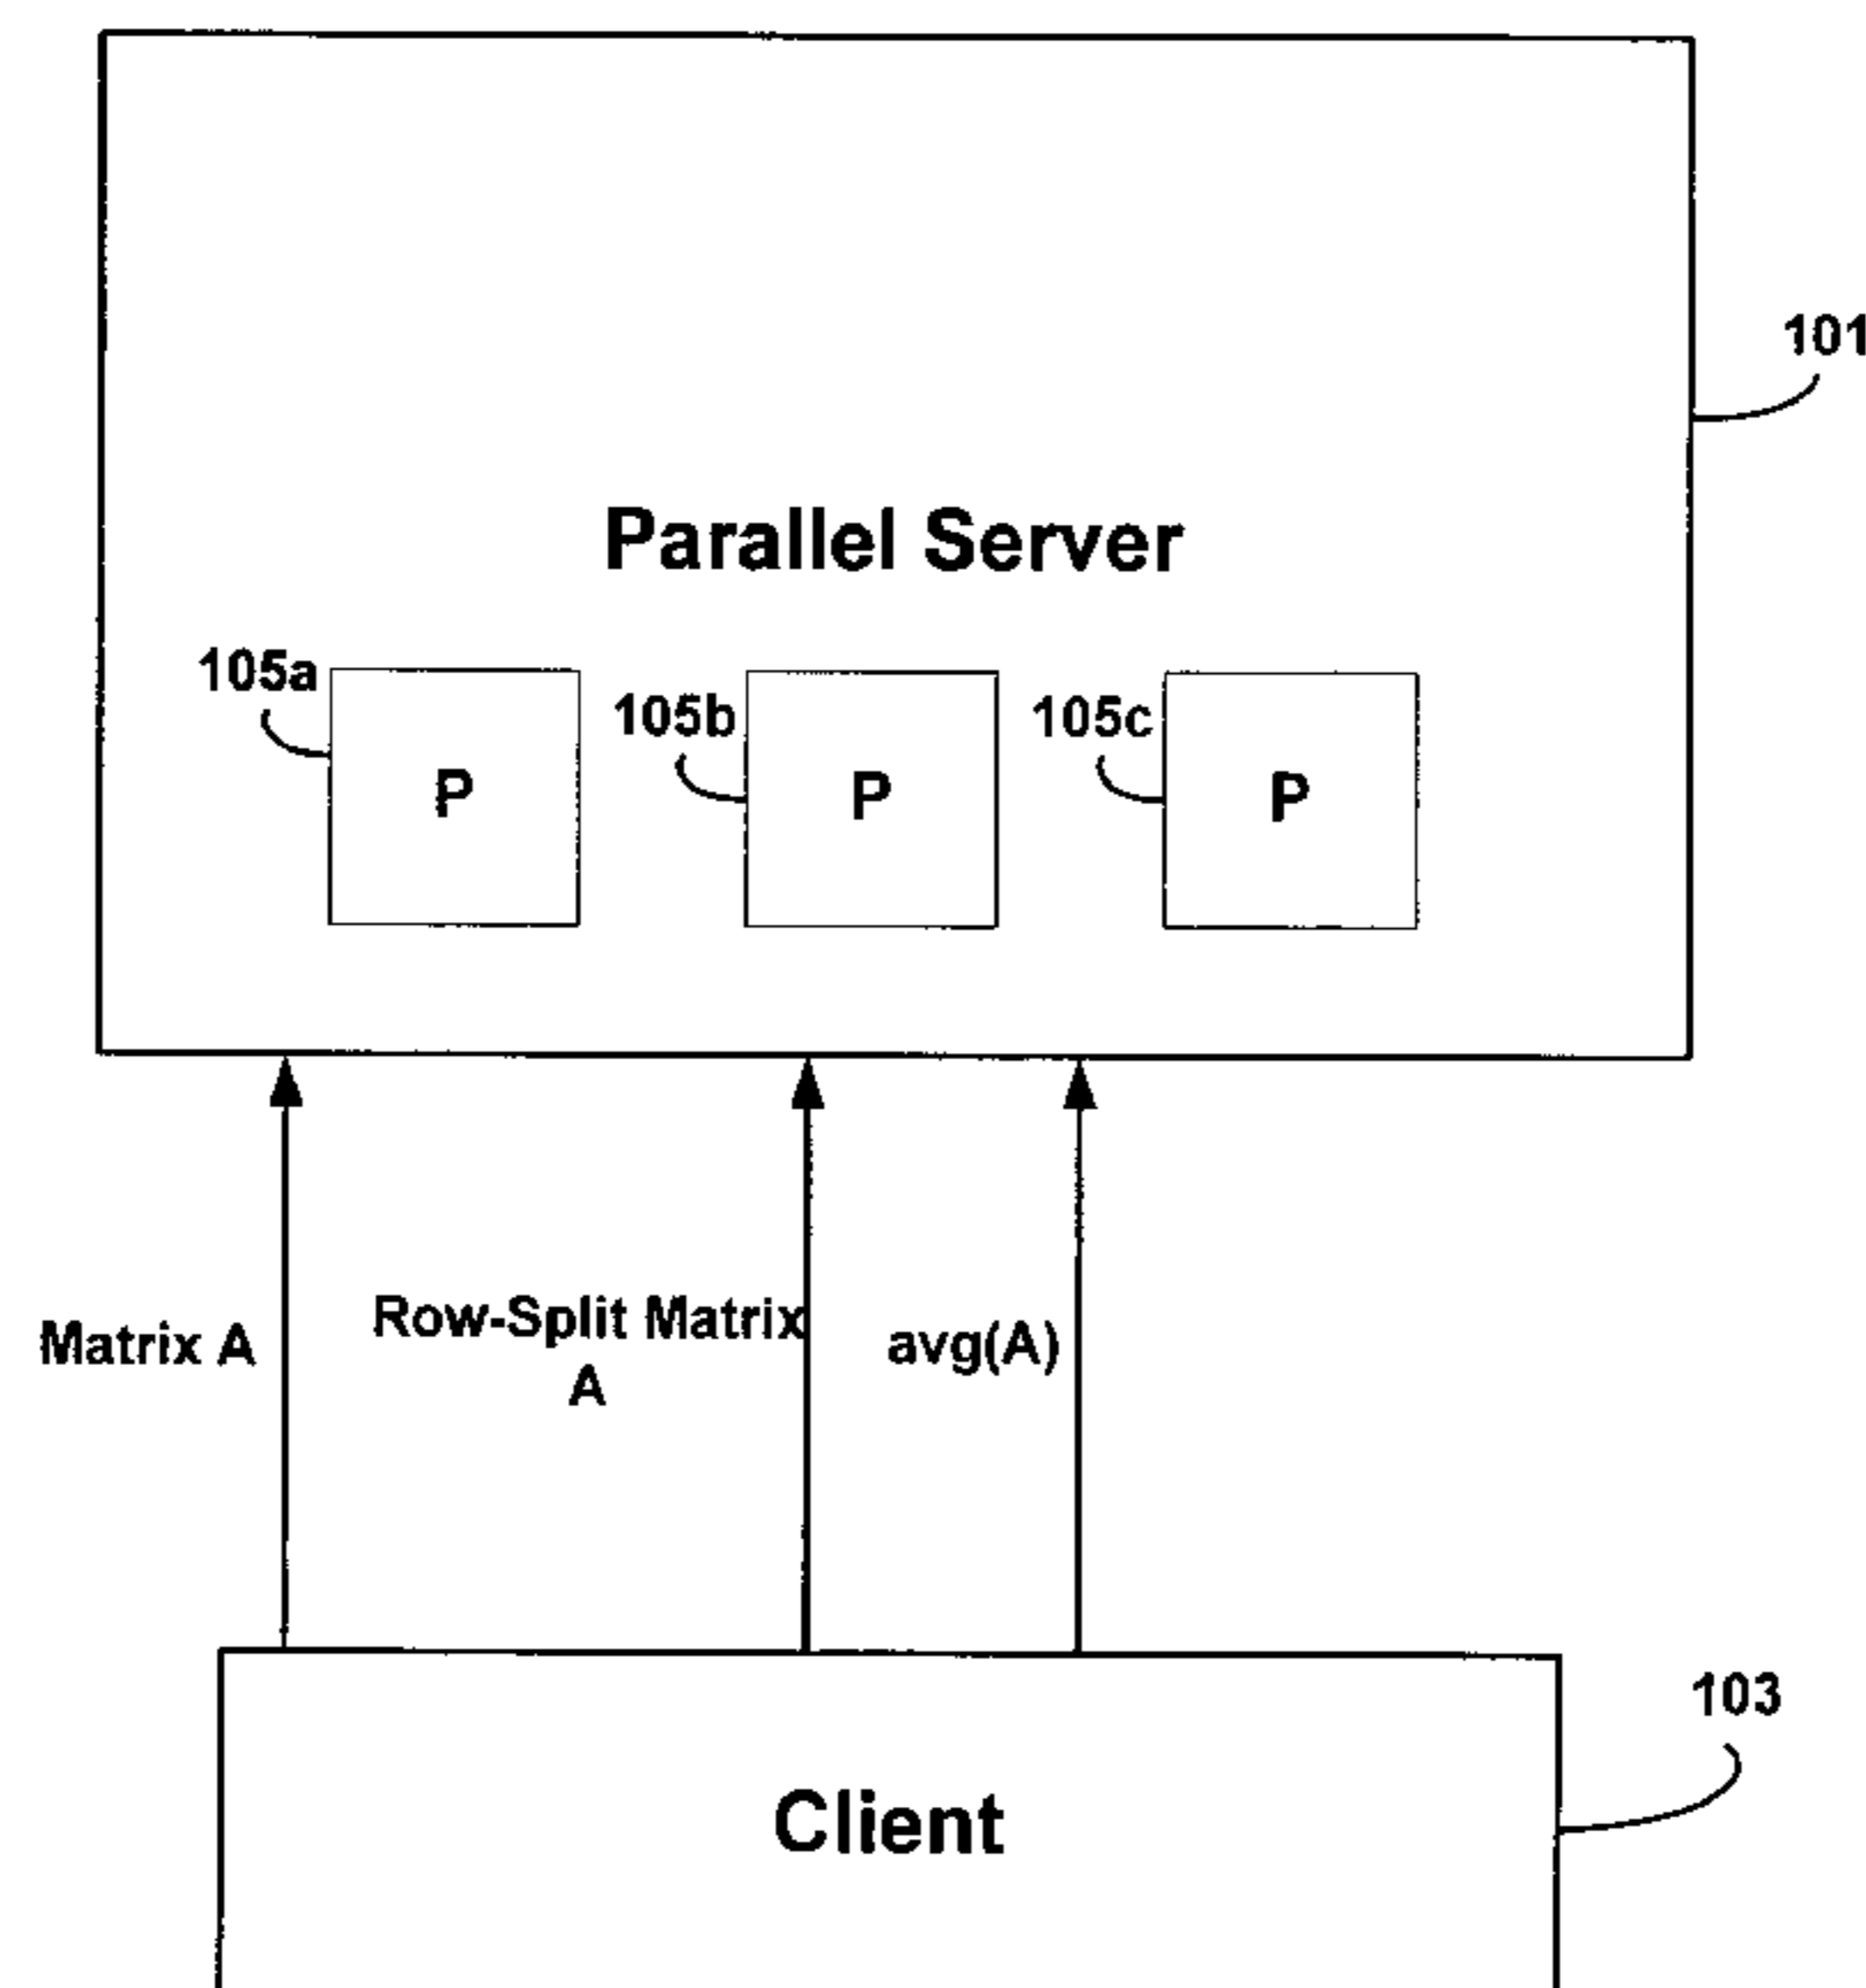 101
Parallel Server
105a
105b
105c
P
P
P
Matrix A
Row-Split Matrix
A
avg(A)
103
Client